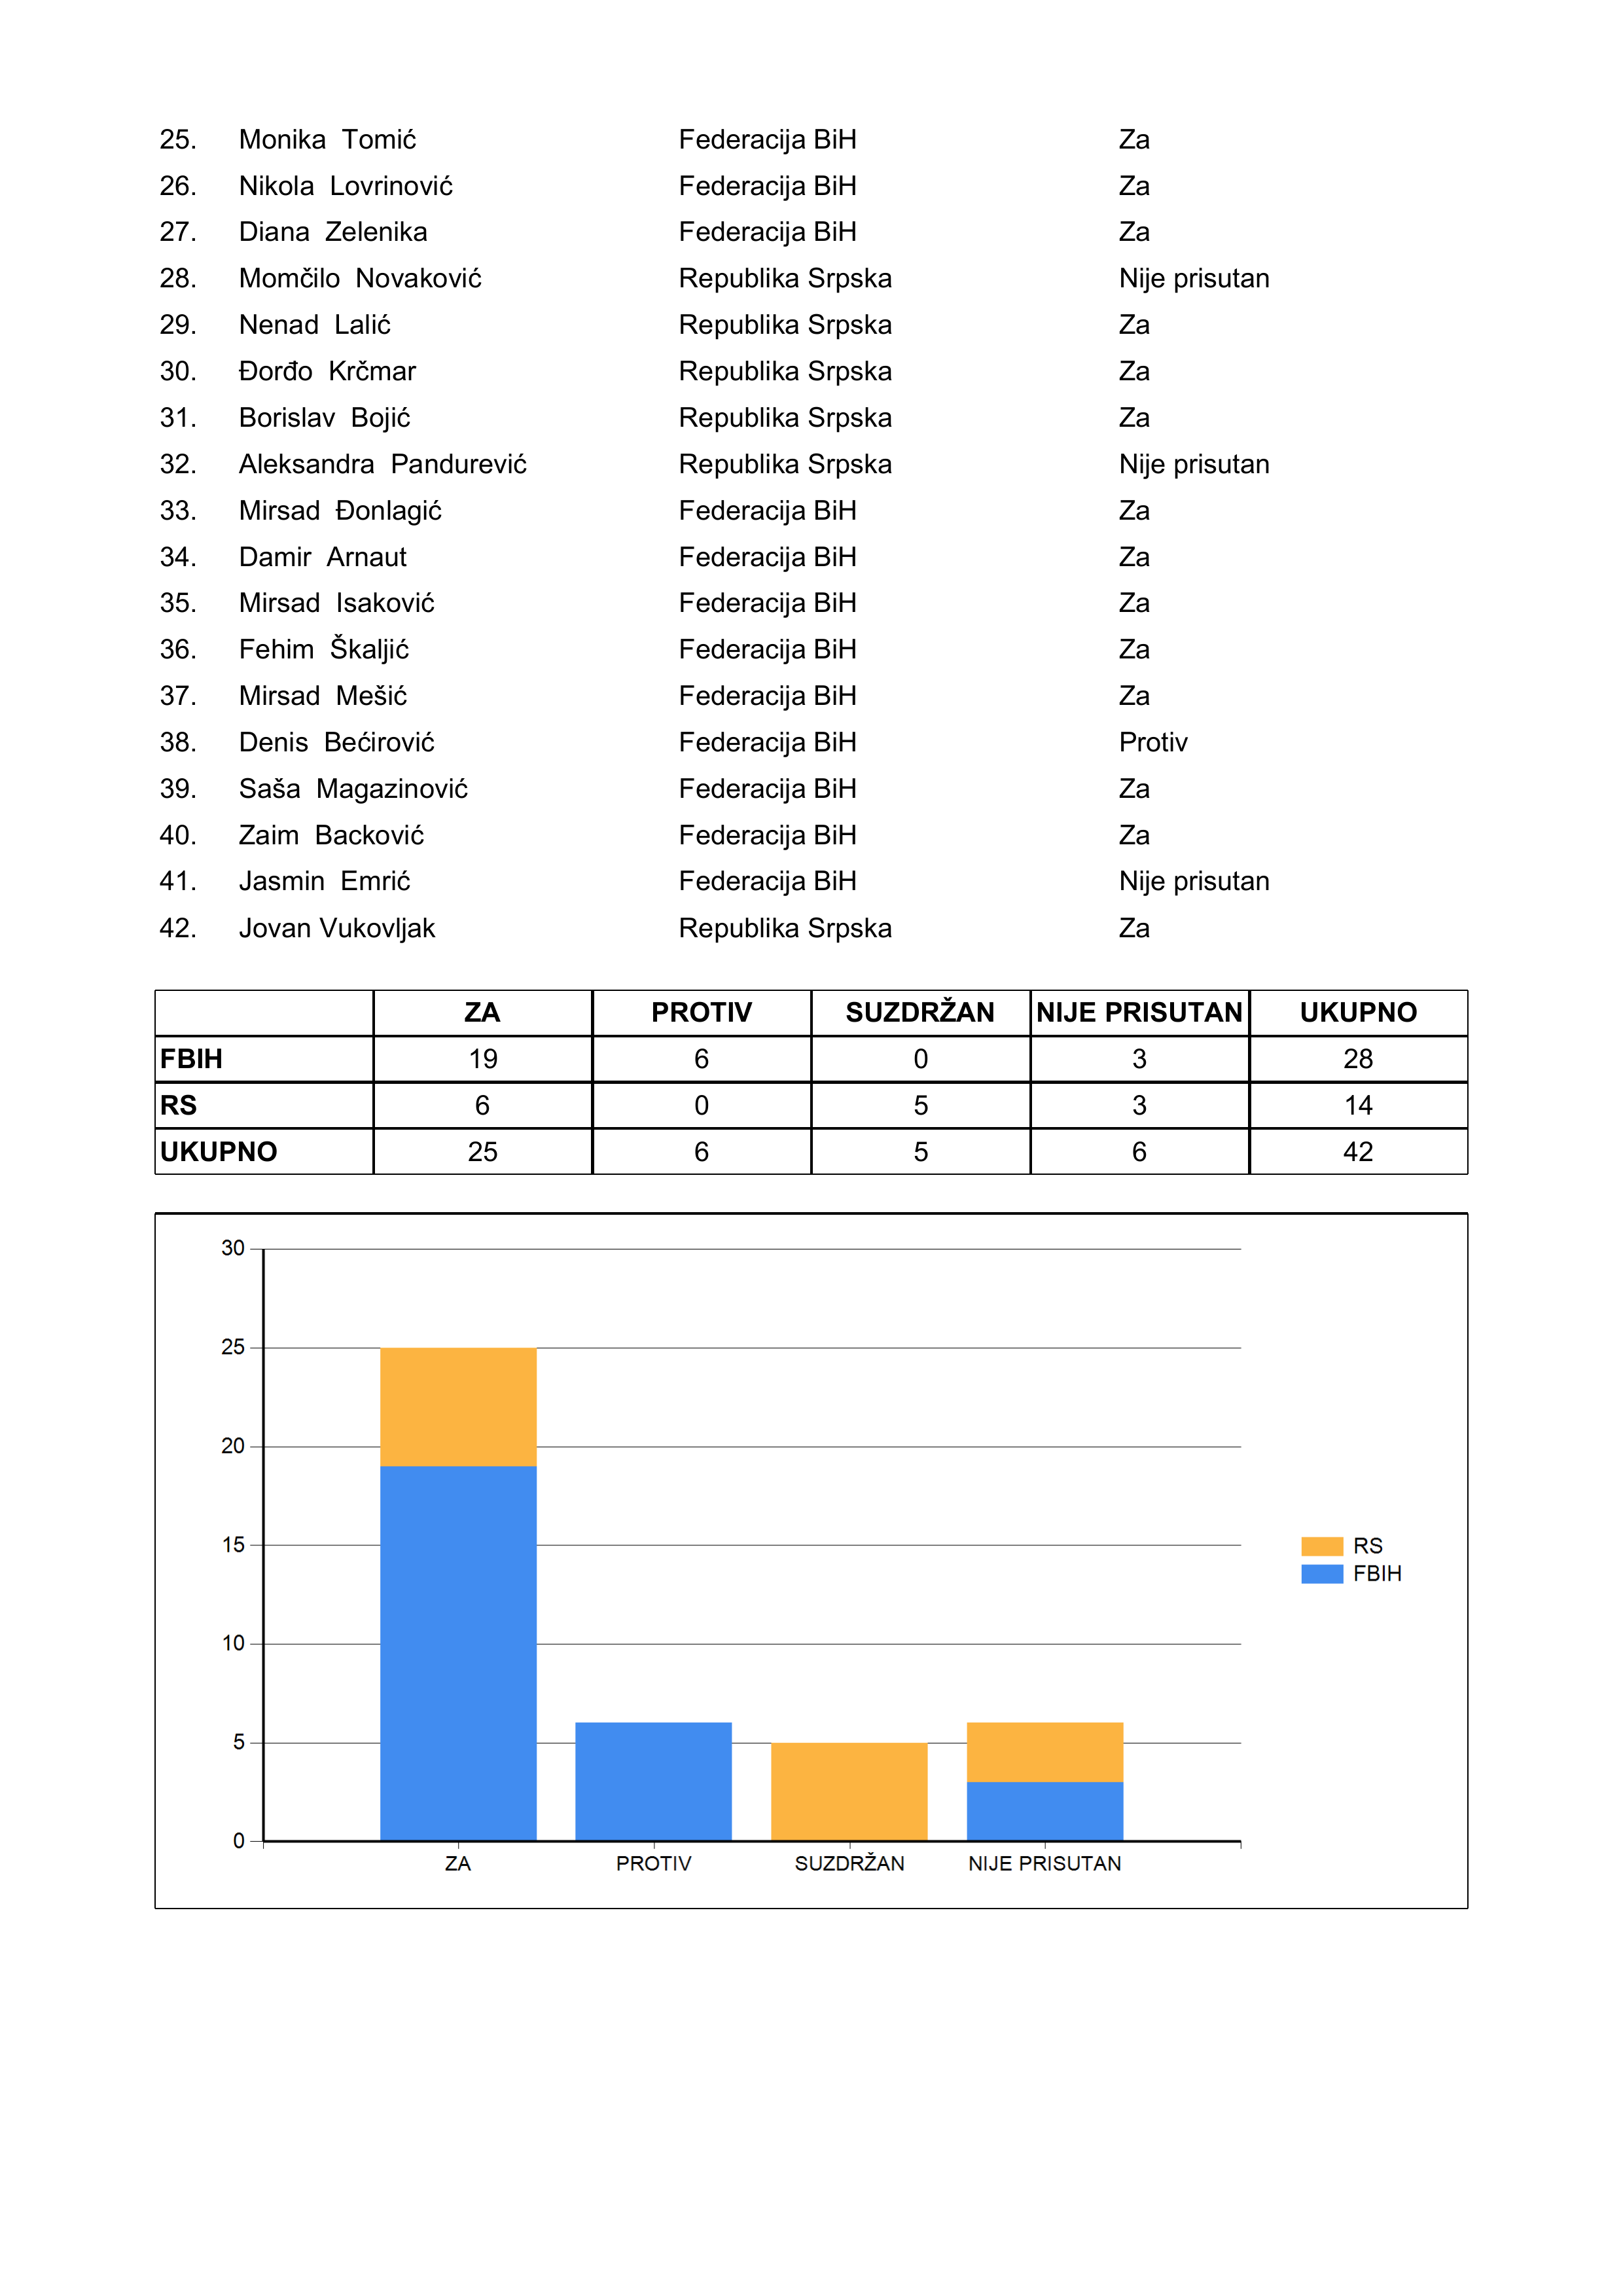 25. Monika Tomić Federacija BiH Za
26. Nikola Lovrinović Federacija BiH Za
27. Diana Zelenika Federacija BiH Za
28. Momčilo Novaković Republika Srpska Nije prisutan
29. Nenad Lalić Republika Srpska Za
30. Đorđo Krčmar Republika Srpska Za
31. Borislav Bojić Republika Srpska Za
32. Aleksandra Pandurević Republika Srpska Nije prisutan
33. Mirsad Đonlagić Federacija BiH Za
34. Damir Arnaut Federacija BiH Za
35. Mirsad Isaković Federacija BiH Za
36. Fehim Škaljić Federacija BiH Za
37. Mirsad Mešić Federacija BiH Za
38. Denis Bećirović Federacija BiH Protiv
39. Saša Magazinović Federacija BiH Za
40. Zaim Backović Federacija BiH Za
41. Jasmin Emrić Federacija BiH Nije prisutan
42. Jovan Vukovljak Republika Srpska Za
ZA PROTIV SUZDRŽAN NIJE PRISUTAN UKUPNO
FBIH 19 6 0 3 28
RS 6 0 5 3 14
UKUPNO 25 6 5 6 42
30
25
20
15
10
5
0
ZA PROTIV SUZDRŽAN NIJE PRISUTAN
RS
FBIH